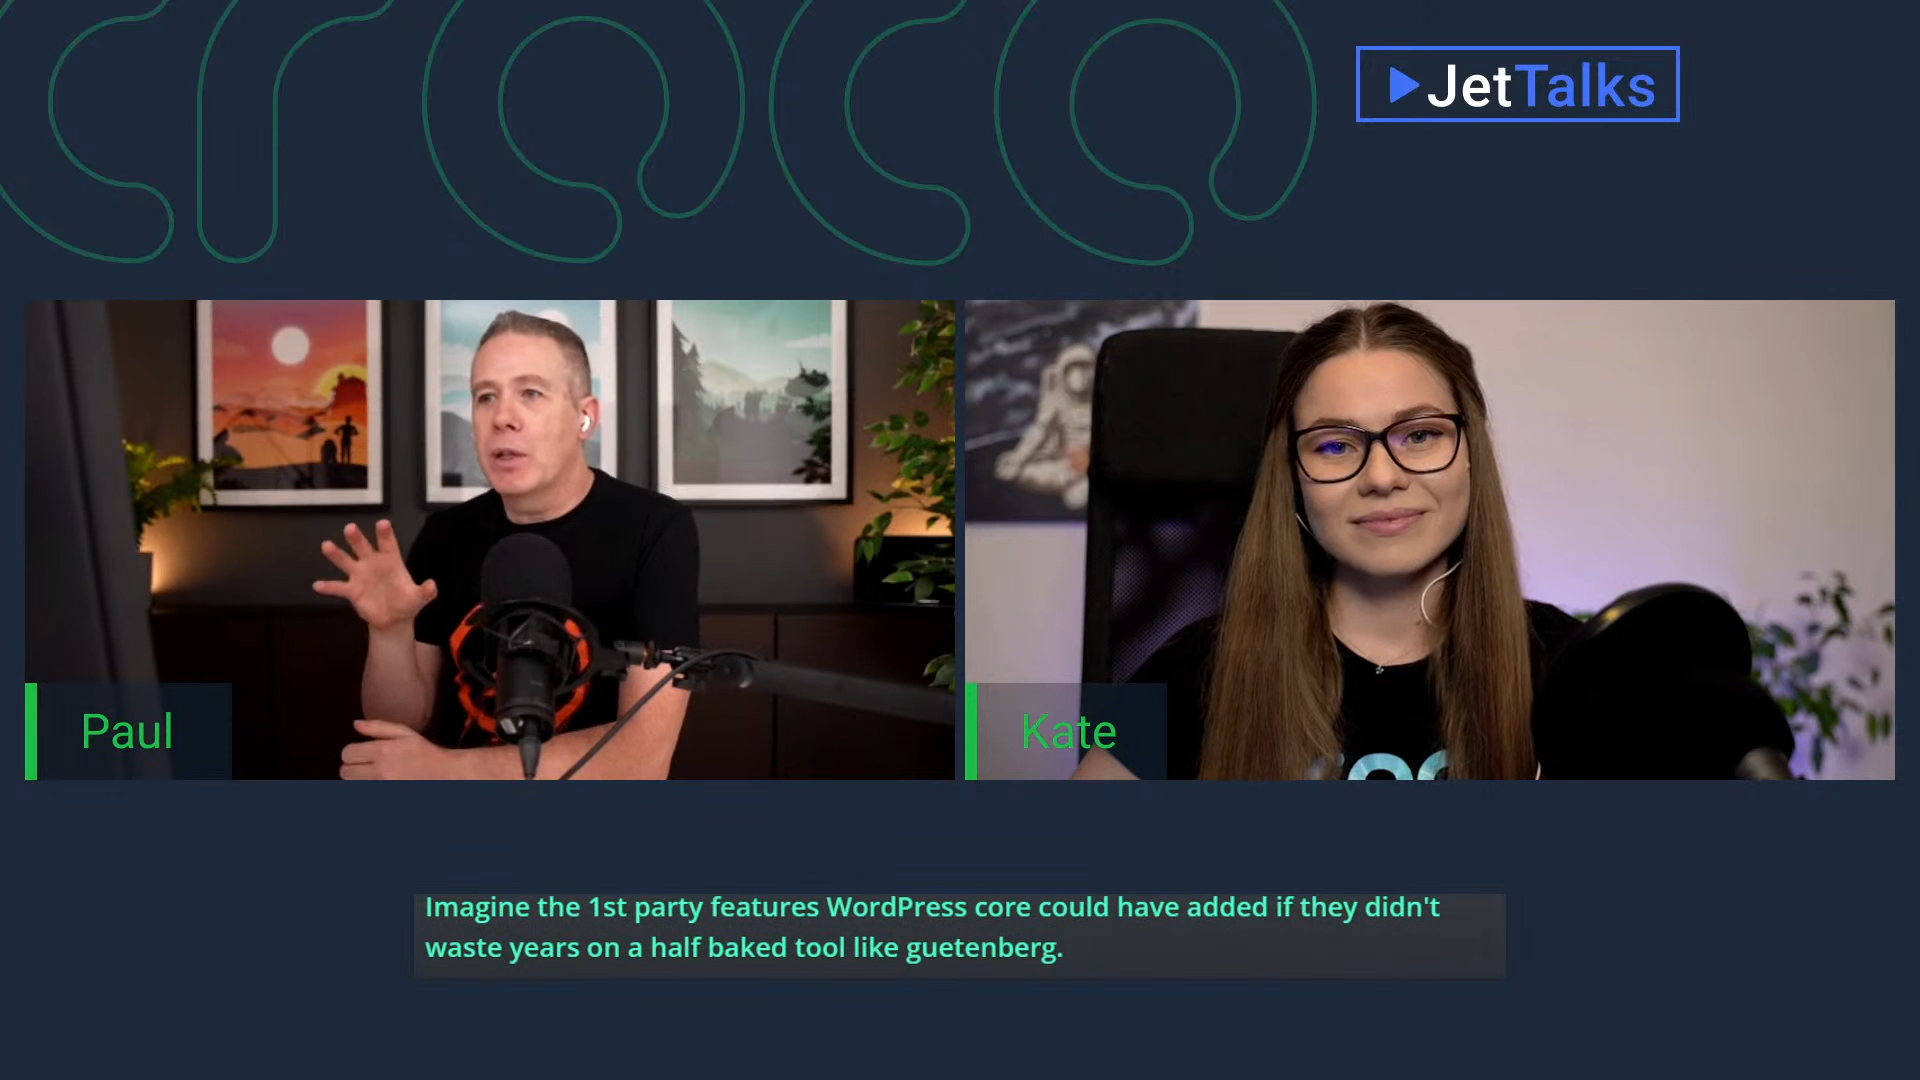 croco
JetTalks
Paul
Kate
Imagine the 1st party features WordPress core could have added if they didn't
waste years on a half baked tool like guetenberg.